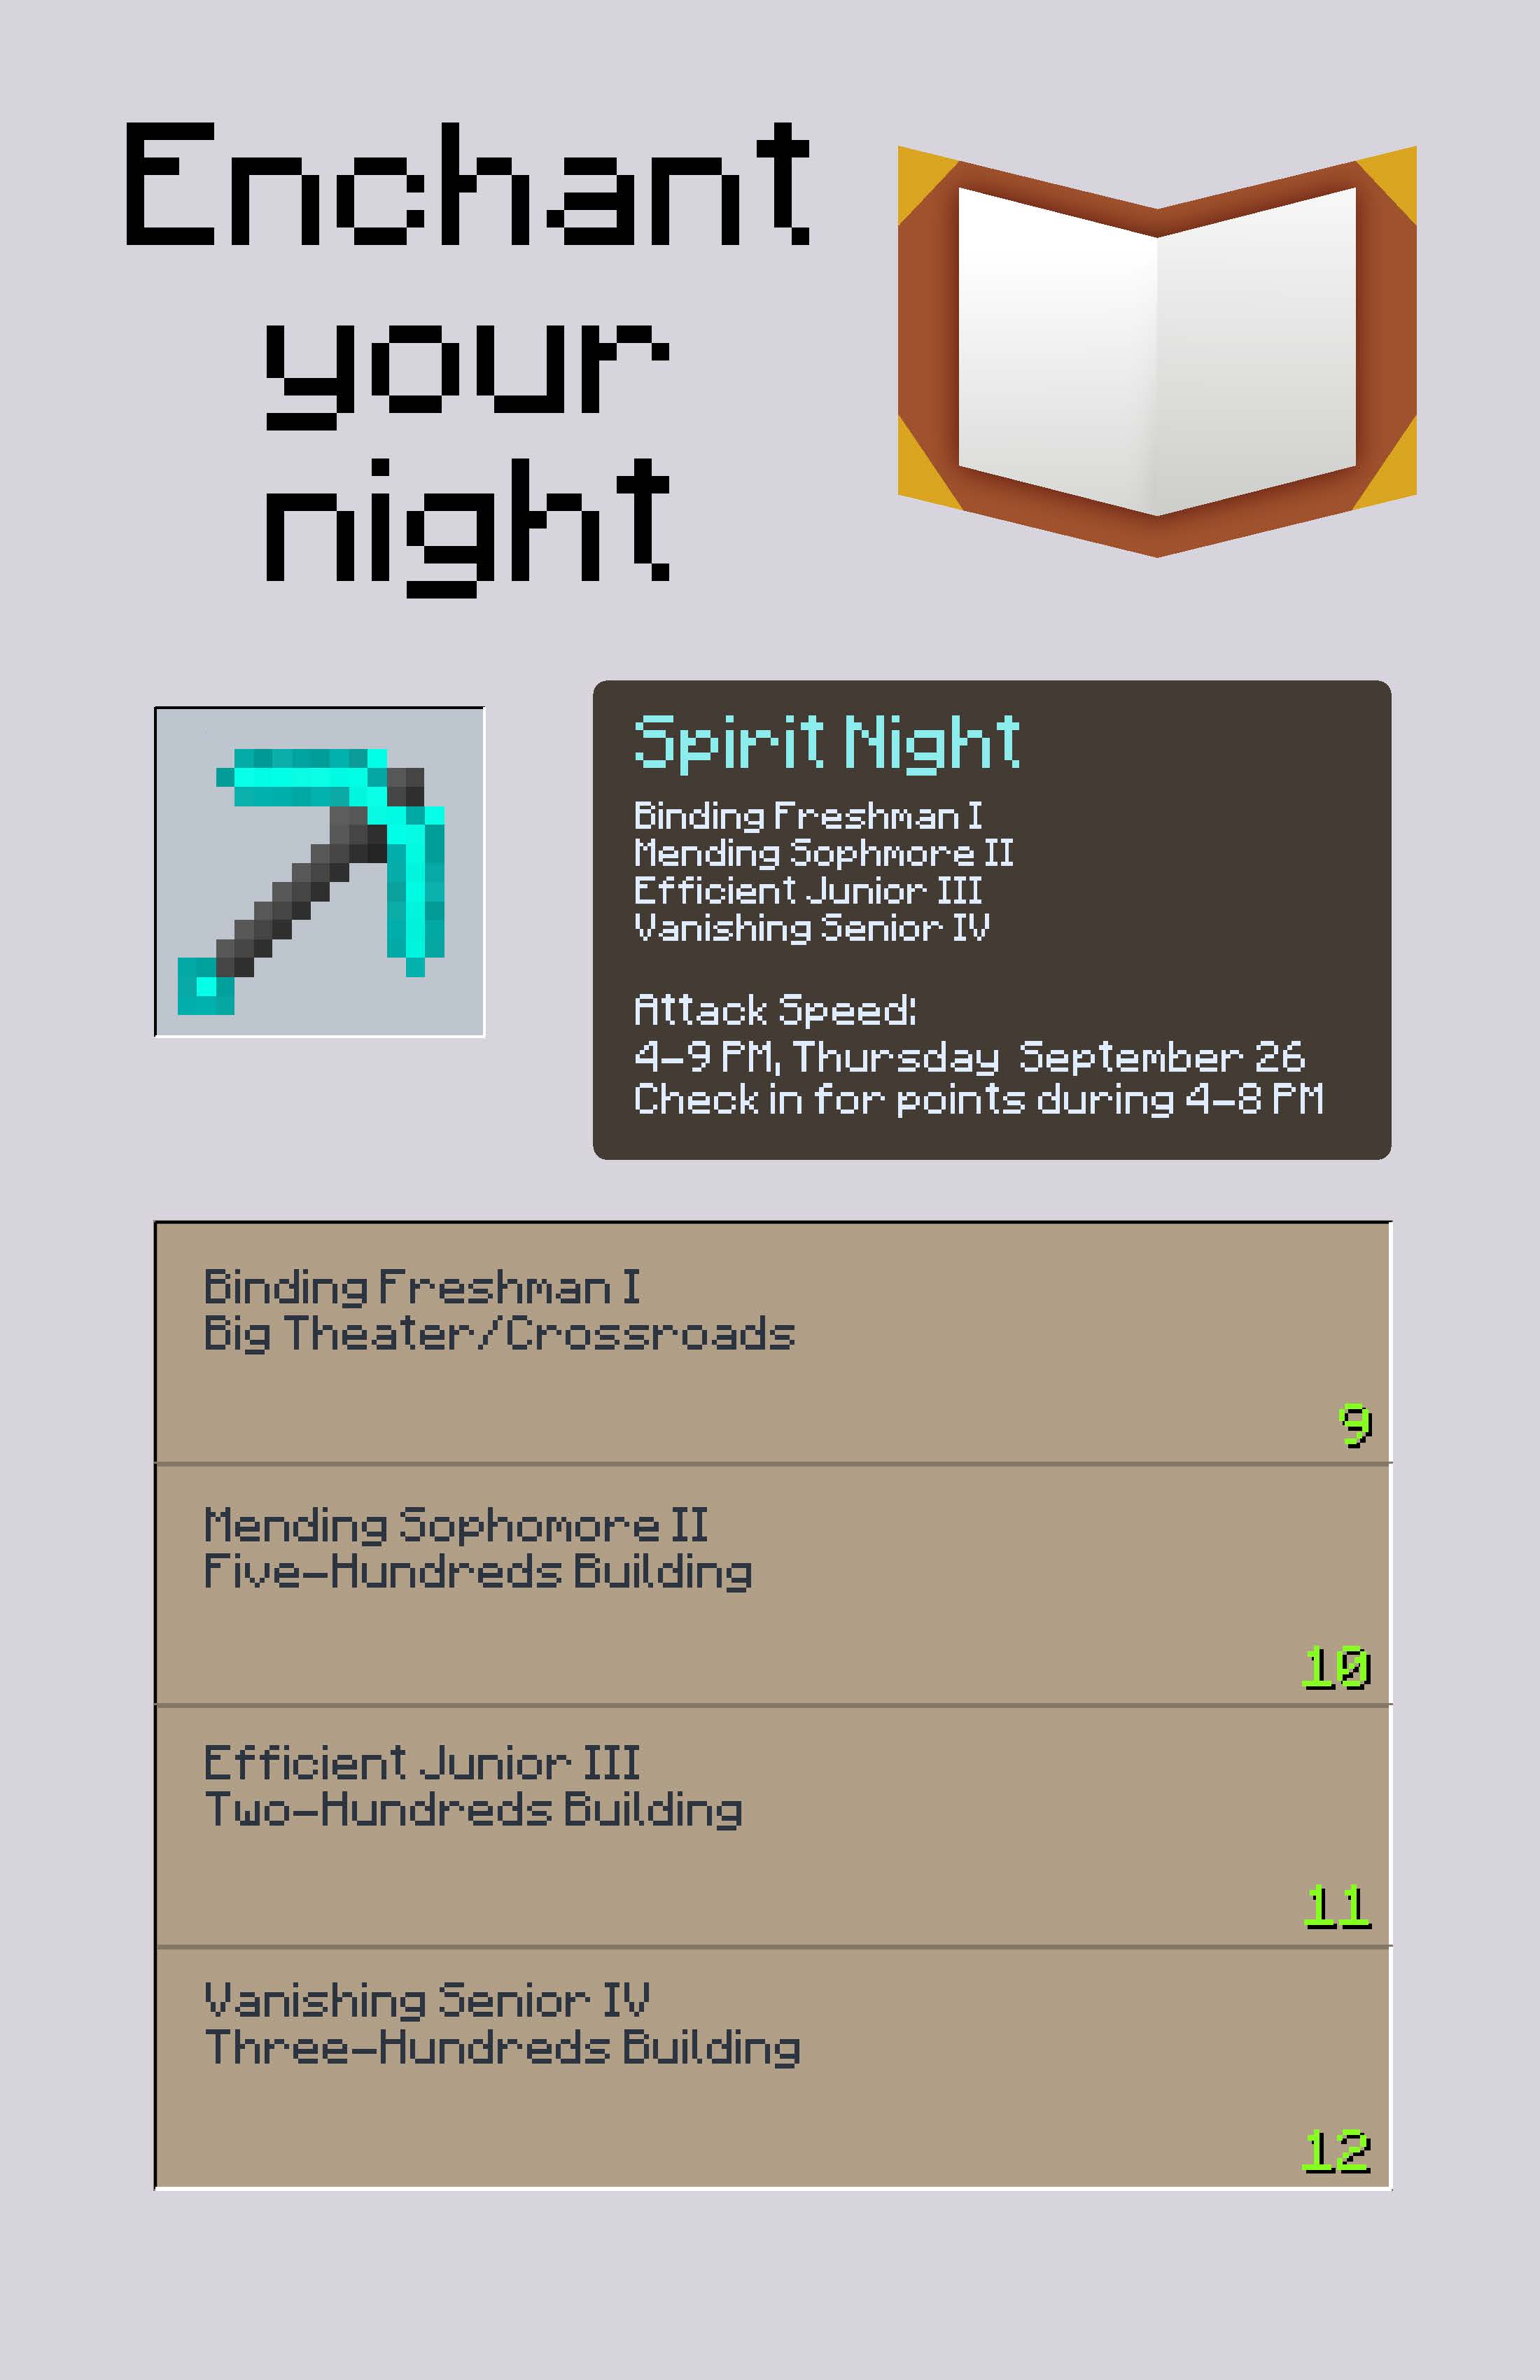 Enchant
your
night
Spirit Night
Binding Freshman I
Mending Sophmore II
Efficient Junior III
Vanishing Senior IV
Attack Speed:
4-9 PM, Thursday September 26
Check in for points during 4-8 PM
Binding Freshman I
Big Theater/Crossroads
9
Mending Sophomore II
Five-Hundreds Building
10
Efficient Junior III
Two-Hundreds Building
11
Vanishing Senior IV
Three-Hundreds Building
12